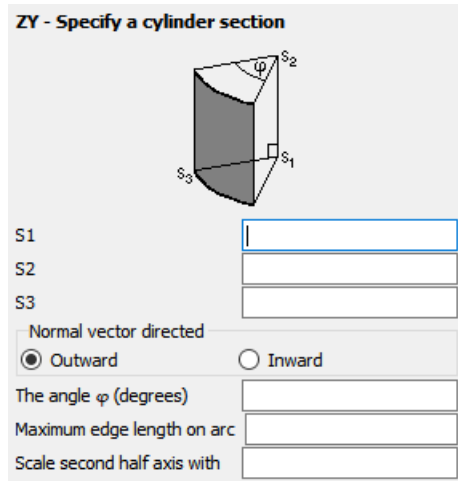 ZY - Specify a cylinder section
φ
S2
S1
S3
S1
S2
S3
Normal vector directed
Outward
Inward
The angle φ (degrees)
Maximum edge length on arc
Scale second half axis with